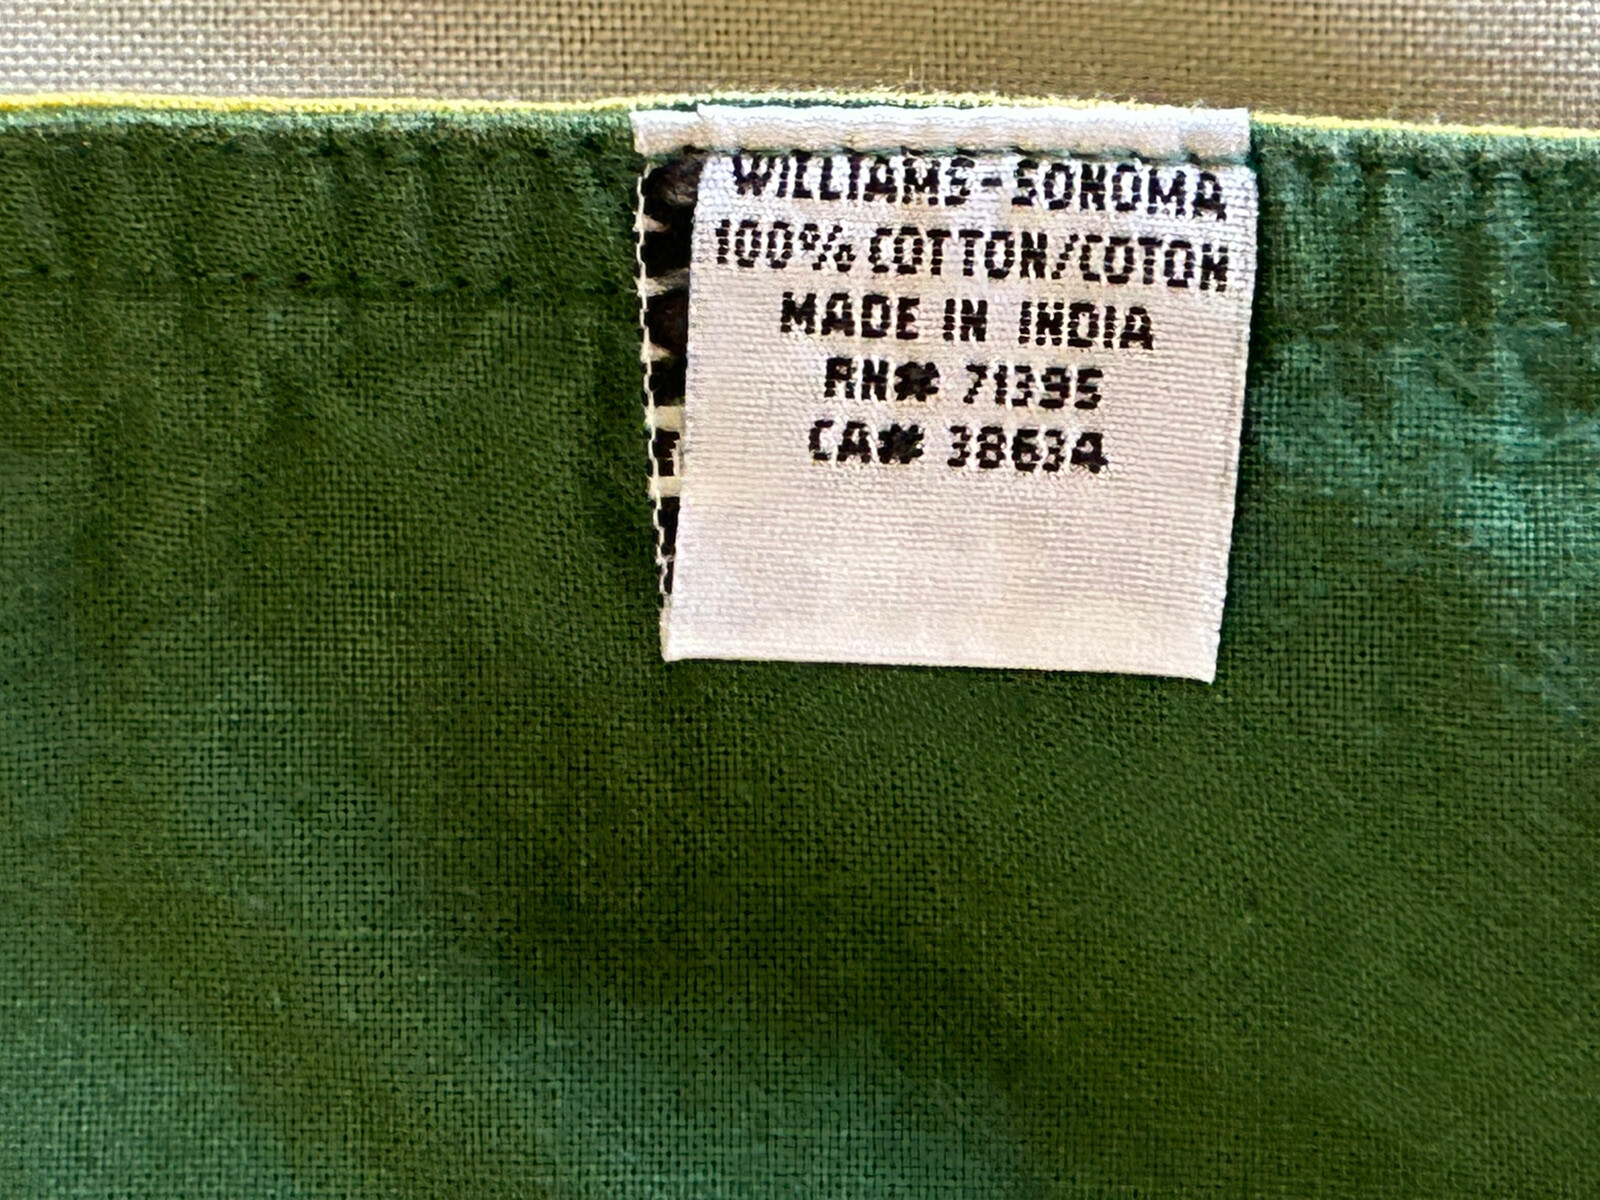 WILLIAMS-SONOMA
100% COTTON/COTON
MADE IN INDIA
RN# 71395
CA# 38634